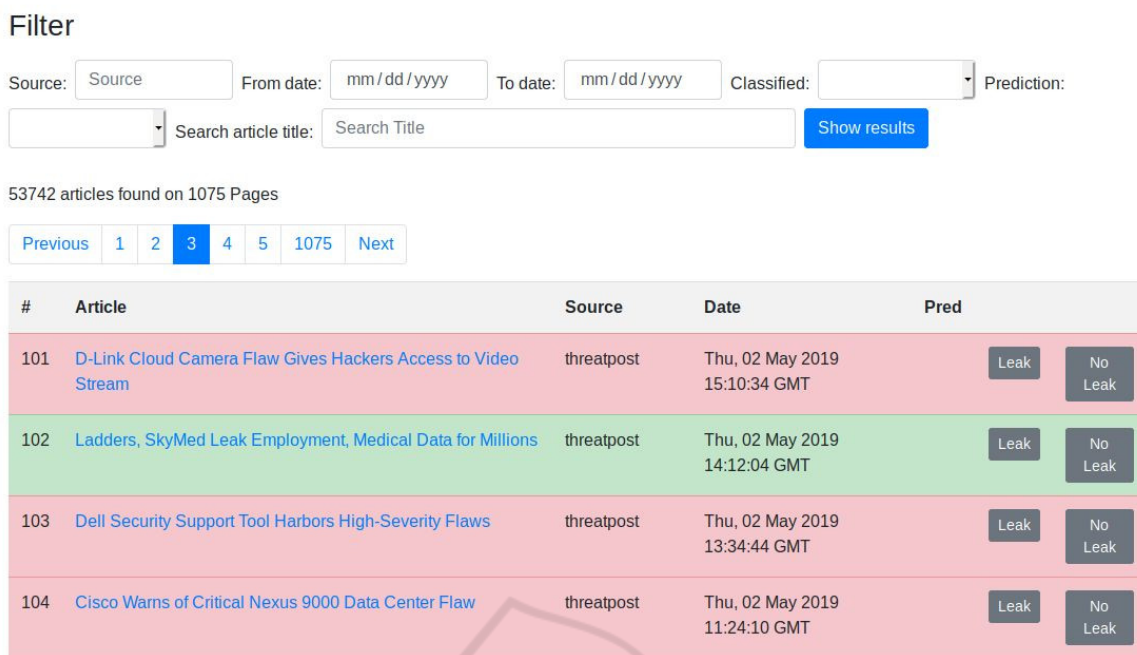 Filter
Source: Source From date: mm/dd/yyyy To date: mm/dd/yyyy Classified: Prediction:
Search article title: Search Title Show results
53742 articles found on 1075 Pages
Previous 1 2 3 4 5 1075 Next
# Article Source Date Pred
101 D-Link Cloud Camera Flaw Gives Hackers Access to Video threatpost Thu, 02 May 2019 Leak No
Stream 15:10:34 GMT Leak
102 Ladders, SkyMed Leak Employment, Medical Data for Millions threatpost Thu, 02 May 2019 Leak No
14:12:04 GMT Leak
103 Dell Security Support Tool Harbors High-Severity Flaws threatpost Thu, 02 May 2019 Leak No
13:34:44 GMT Leak
104 Cisco Warns of Critical Nexus 9000 Data Center Flaw threatpost Thu, 02 May 2019 Leak No
11:24:10 GMT Leak